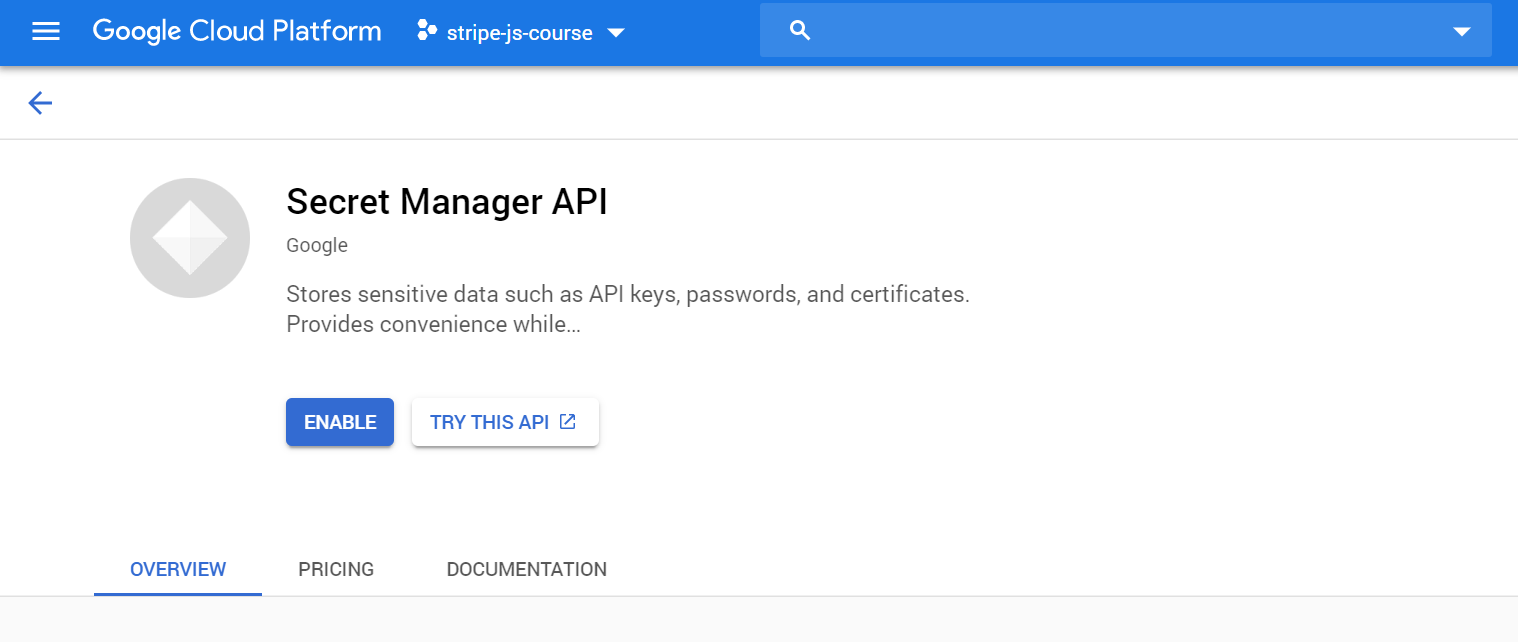 Google Cloud Platform
stripe-js-course
Secret Manager API
Google
Stores sensitive data such as API keys, passwords, and certificates.
Provides convenience while...
ENABLE
TRY THIS API
OVERVIEW
PRICING
DOCUMENTATION